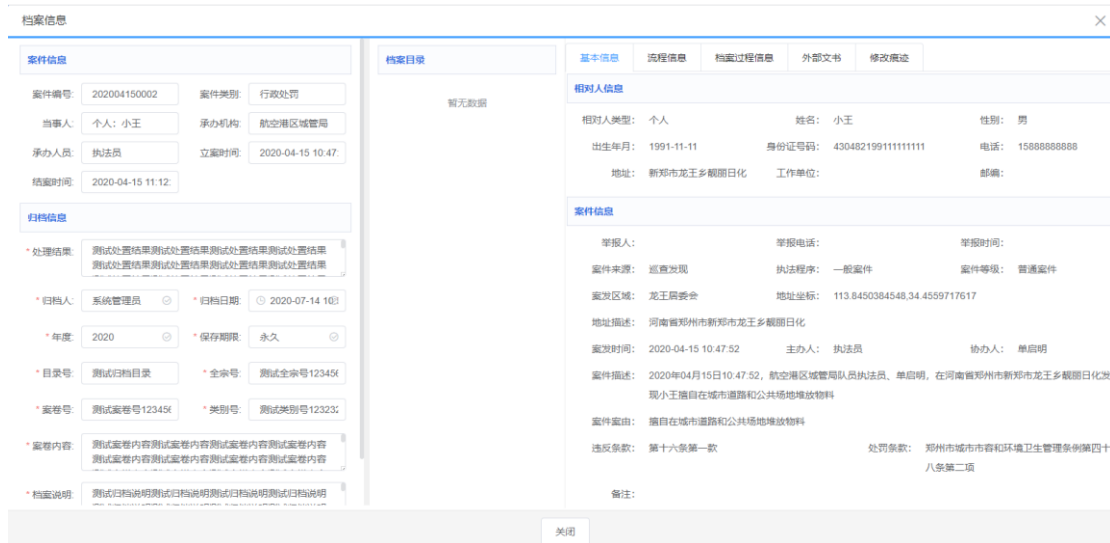 档案信息
案件信息
案件编号: 202004150002 案件类别: 行政处罚
当事人: 个人：小王 承办机构: 航空港区城管局
承办人员: 执法员 立案时间: 2020-04-15 10:47:
结案时间: 2020-04-15 11:12:
归档信息
* 处理结果: 测试处置结果测试处置结果测试处置结果测试处置结果
测试处置结果测试处置结果测试处置结果测试处置结果
* 归档人: 系统管理员 * 归档日期: 2020-07-14 10:
* 年度: 2020 * 保存期限: 永久
* 目录号: 测试归档目录 * 全宗号: 测试全宗号123456
* 案卷号: 测试案卷号123456 * 类别号: 测试类别号123232
* 案卷内容: 测试案卷内容测试案卷内容测试案卷内容测试案卷内容
测试案卷内容测试案卷内容测试案卷内容测试案卷内容
* 档案说明: 测试归档说明测试归档说明测试归档说明测试归档说明
档案目录
暂无数据
基本信息 流程信息 档案过程信息 外部文书 修改痕迹
相对人信息
相对人类型: 个人 姓名: 小王 性别: 男
出生年月: 1991-11-11 身份证号码: 430482199111111111 电话: 15888888888
地址: 新郑市龙王乡靓丽日化 工作单位: 邮编:
案件信息
举报人: 举报电话: 举报时间:
案件来源: 巡查发现 执法程序: 一般案件 案件等级: 普通案件
案发区域: 龙王居委会 地址坐标: 113.8450384548,34.4559717617
地址描述: 河南省郑州市新郑市龙王乡靓丽日化
案发时间: 2020-04-15 10:47:52 主办人: 执法员 协办人: 单启明
案件描述: 2020年04月15日10:47:52，航空港区城管局队员执法员、单启明，在河南省郑州市新郑市龙王乡靓丽日化发
现小王擅自在城市道路和公共场地堆放物料
案件案由: 擅自在城市道路和公共场地堆放物料
违反条款: 第十六条第一款 处罚条款: 郑州市城市市容和环境卫生管理条例第四十
八条第二项
备注:
关闭